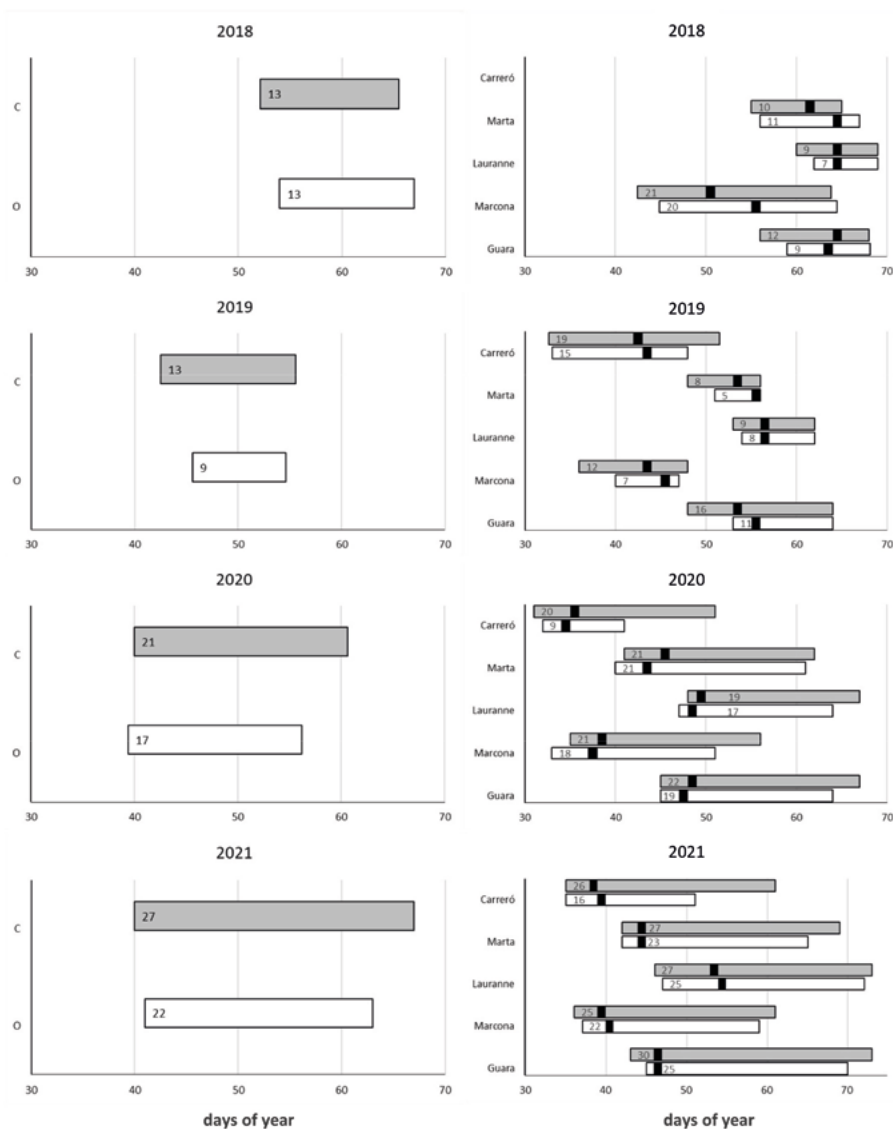 2018
C
13
O
13
30 40 50 60 70
2018
Carreró
10
Marta
11
9
Lauranne
7
21
Marcona
20
12
Guara
9
30 40 50 60 70
2019
C
13
O
9
30 40 50 60 70
2019
19
Carreró
15
8
Marta
5
9
Lauranne
8
12
Marcona
7
16
Guara
11
30 40 50 60 70
2020
C
21
O
17
30 40 50 60 70
2020
20
Carreró
9
21
Marta
21
19
Lauranne
17
21
Marcona
18
22
Guara
19
30 40 50 60 70
2021
C
27
O
22
30 40 50 60 70
days of year
2021
26
Carreró
16
27
Marta
23
27
Lauranne
25
25
Marcona
22
30
Guara
25
30 40 50 60 70
days of year